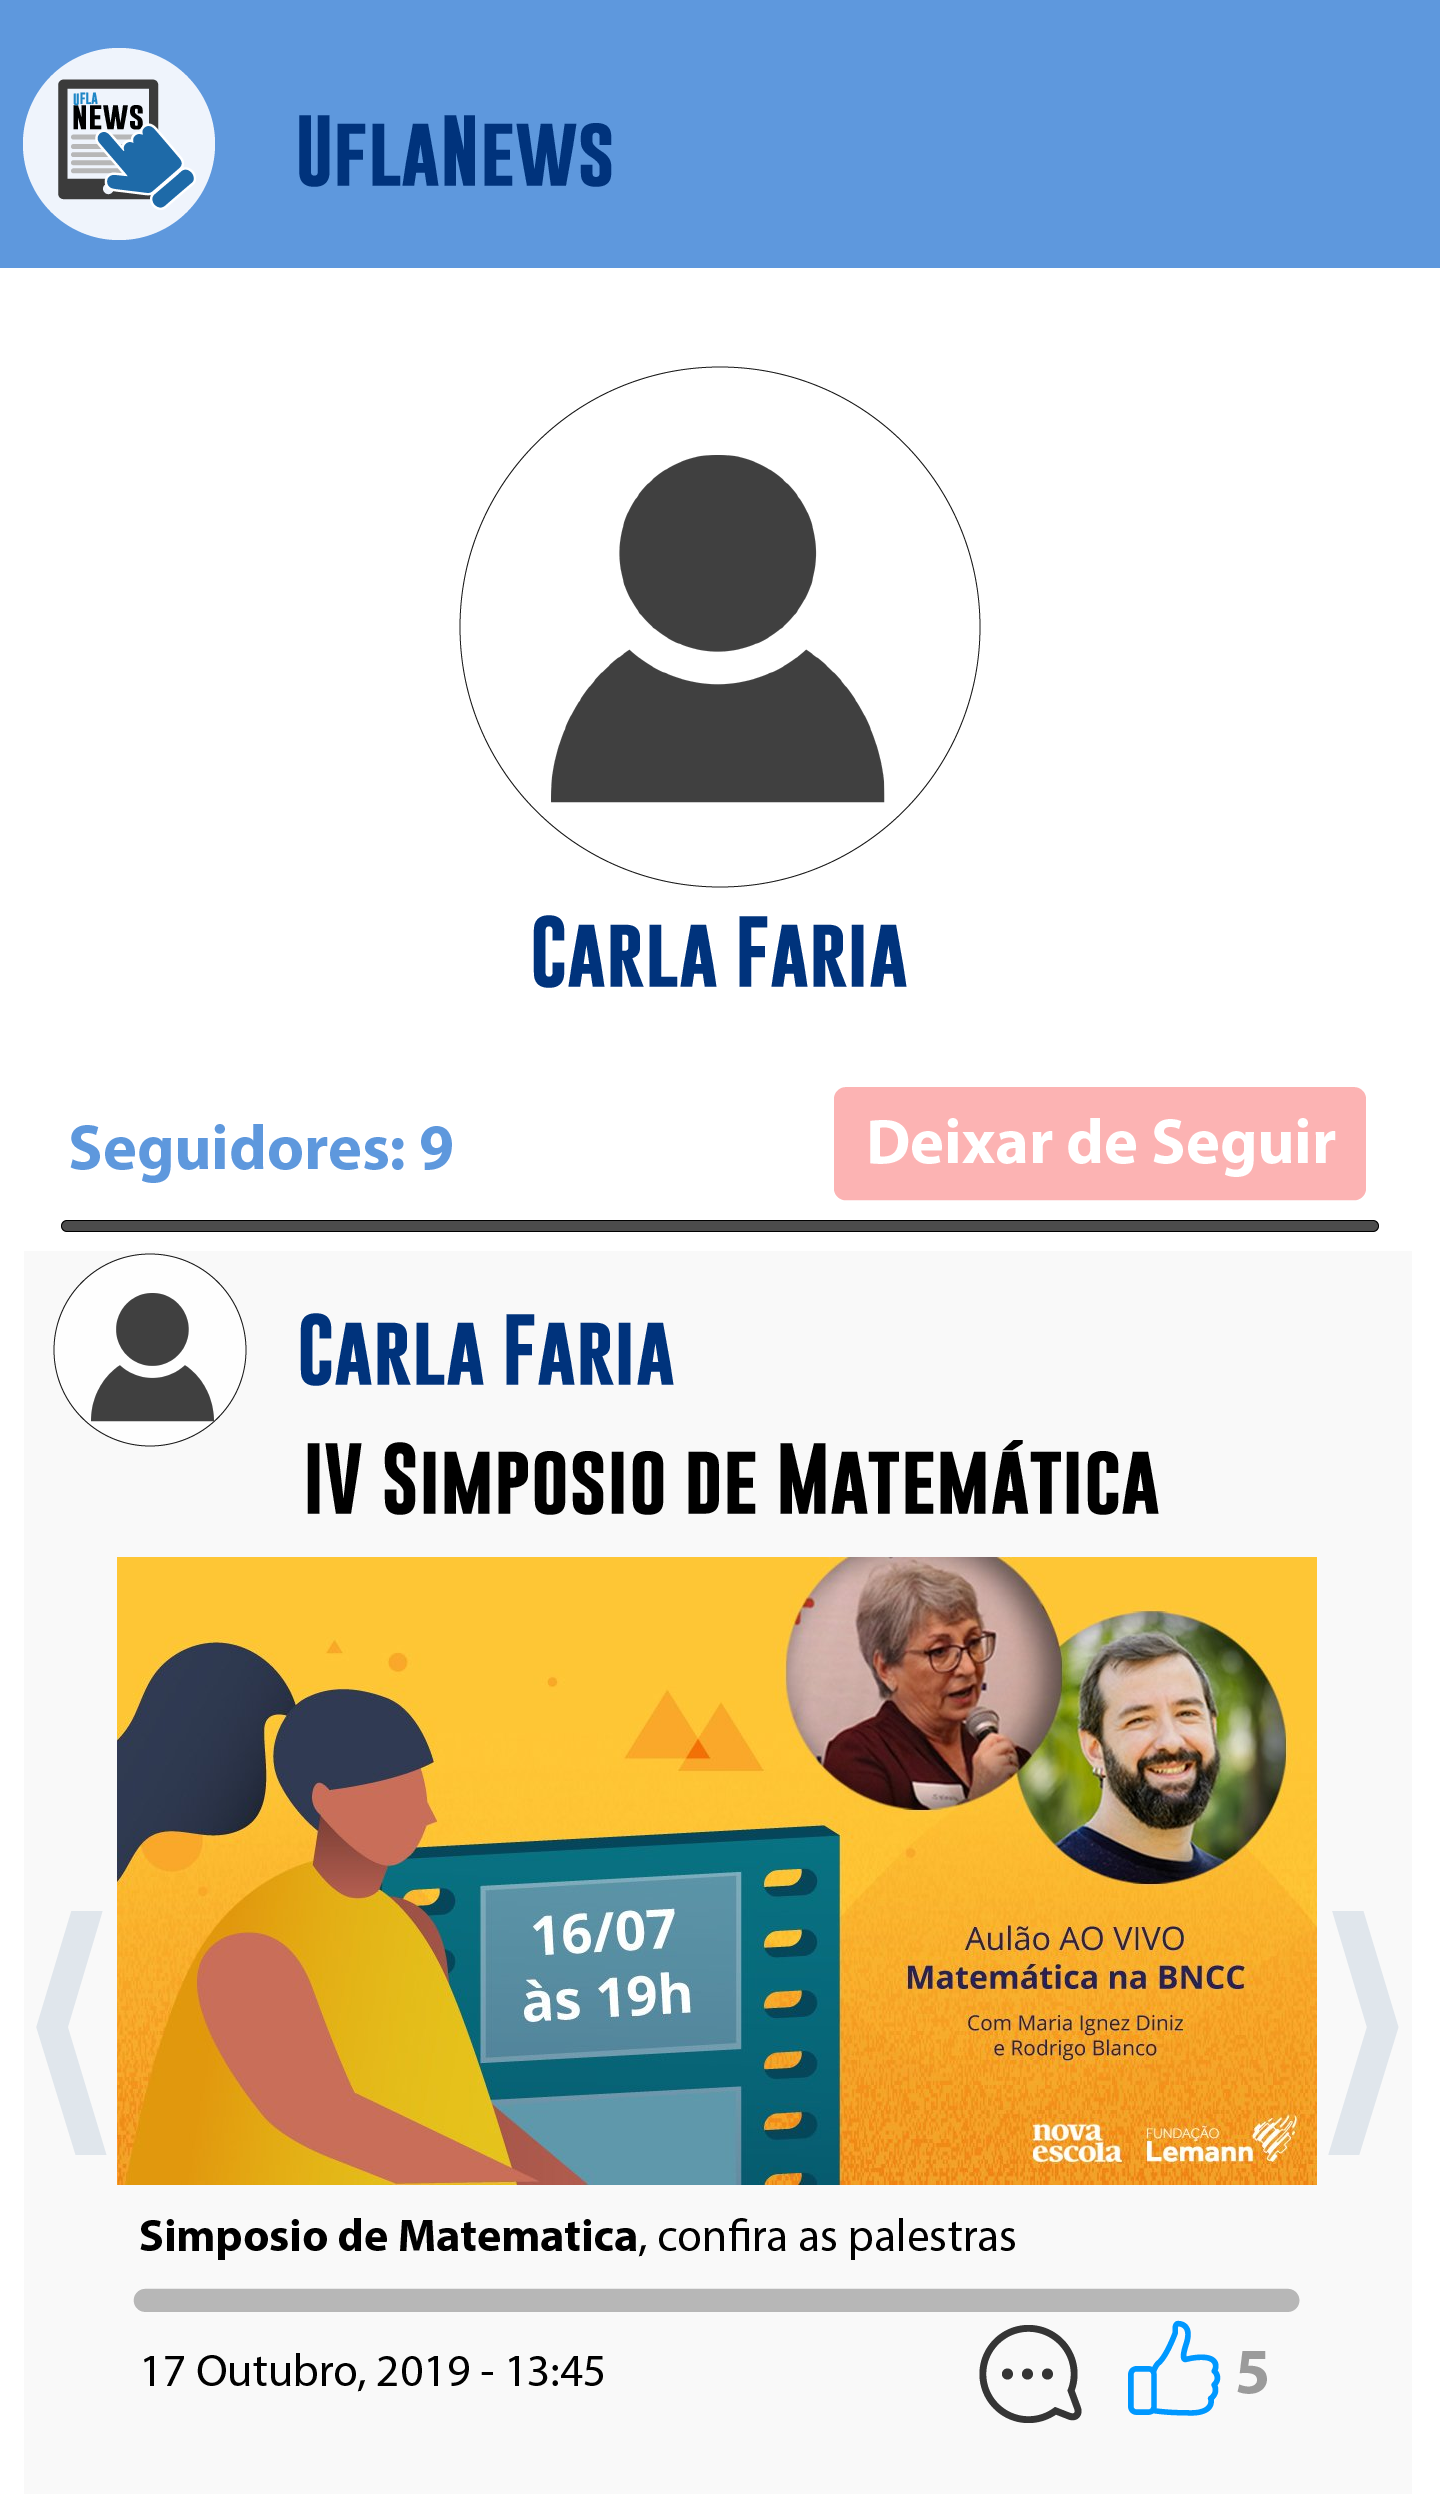 UFLA
NEWS
UflaNews
Carla Faria
Seguidores: 9
Deixar de Seguir
Carla Faria
IV Simposio de Matemática
16/07
às 19h
Aulão AO VIVO
Matemática na BNCC
Com Maria Ignez Diniz
e Rodrigo Blanco
nova
escola
FUNDAÇÃO
Lemann
Simposio de Matematica, confira as palestras
17 Outubro, 2019 - 13:45
5